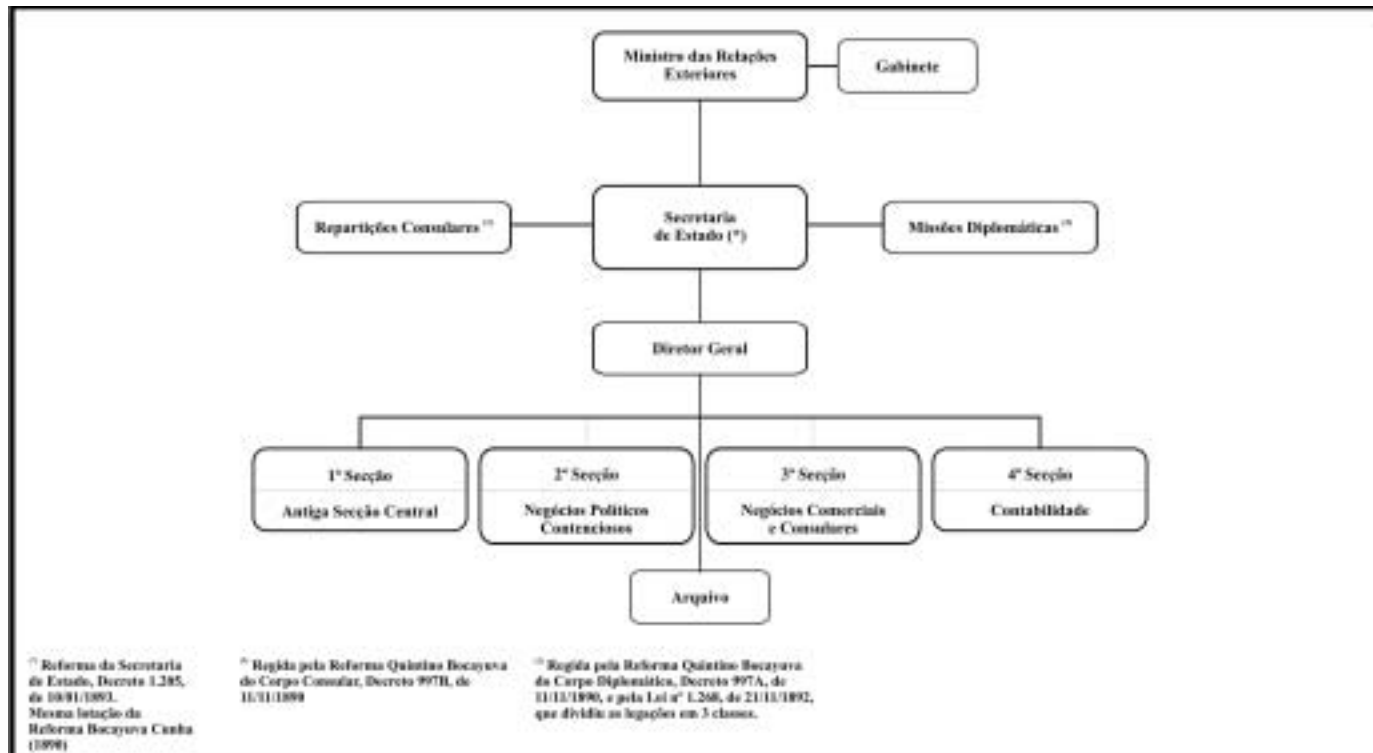 Ministro das Relações
Exteriores
Gabinete
Repartições Consulares
Secretaria
de Estado (*)
Missões Diplomáticas
Diretor Geral
1ª Secção
Antiga Secção Central
2ª Secção
Negócios Políticos
Contenciosos
3ª Secção
Negócios Comerciais
e Consulares
4ª Secção
Contabilidade
Arquivo
Reforma da Secretaria
de Estado, Decreto 1.205,
de 10/01/1893.
Mesma lotação da
Reforma Bocayuva Cunha
(1890)
Regida pela Reforma Quintino Bocayuva
do Corpo Consular, Decreto 997B, de
11/11/1890
Regida pela Reforma Quintino Bocayuva
do Corpo Diplomático, Decreto 997A, de
11/11/1890, e pela Lei nº 1.268, de 21/11/1892,
que dividiu as legações em 3 classes.